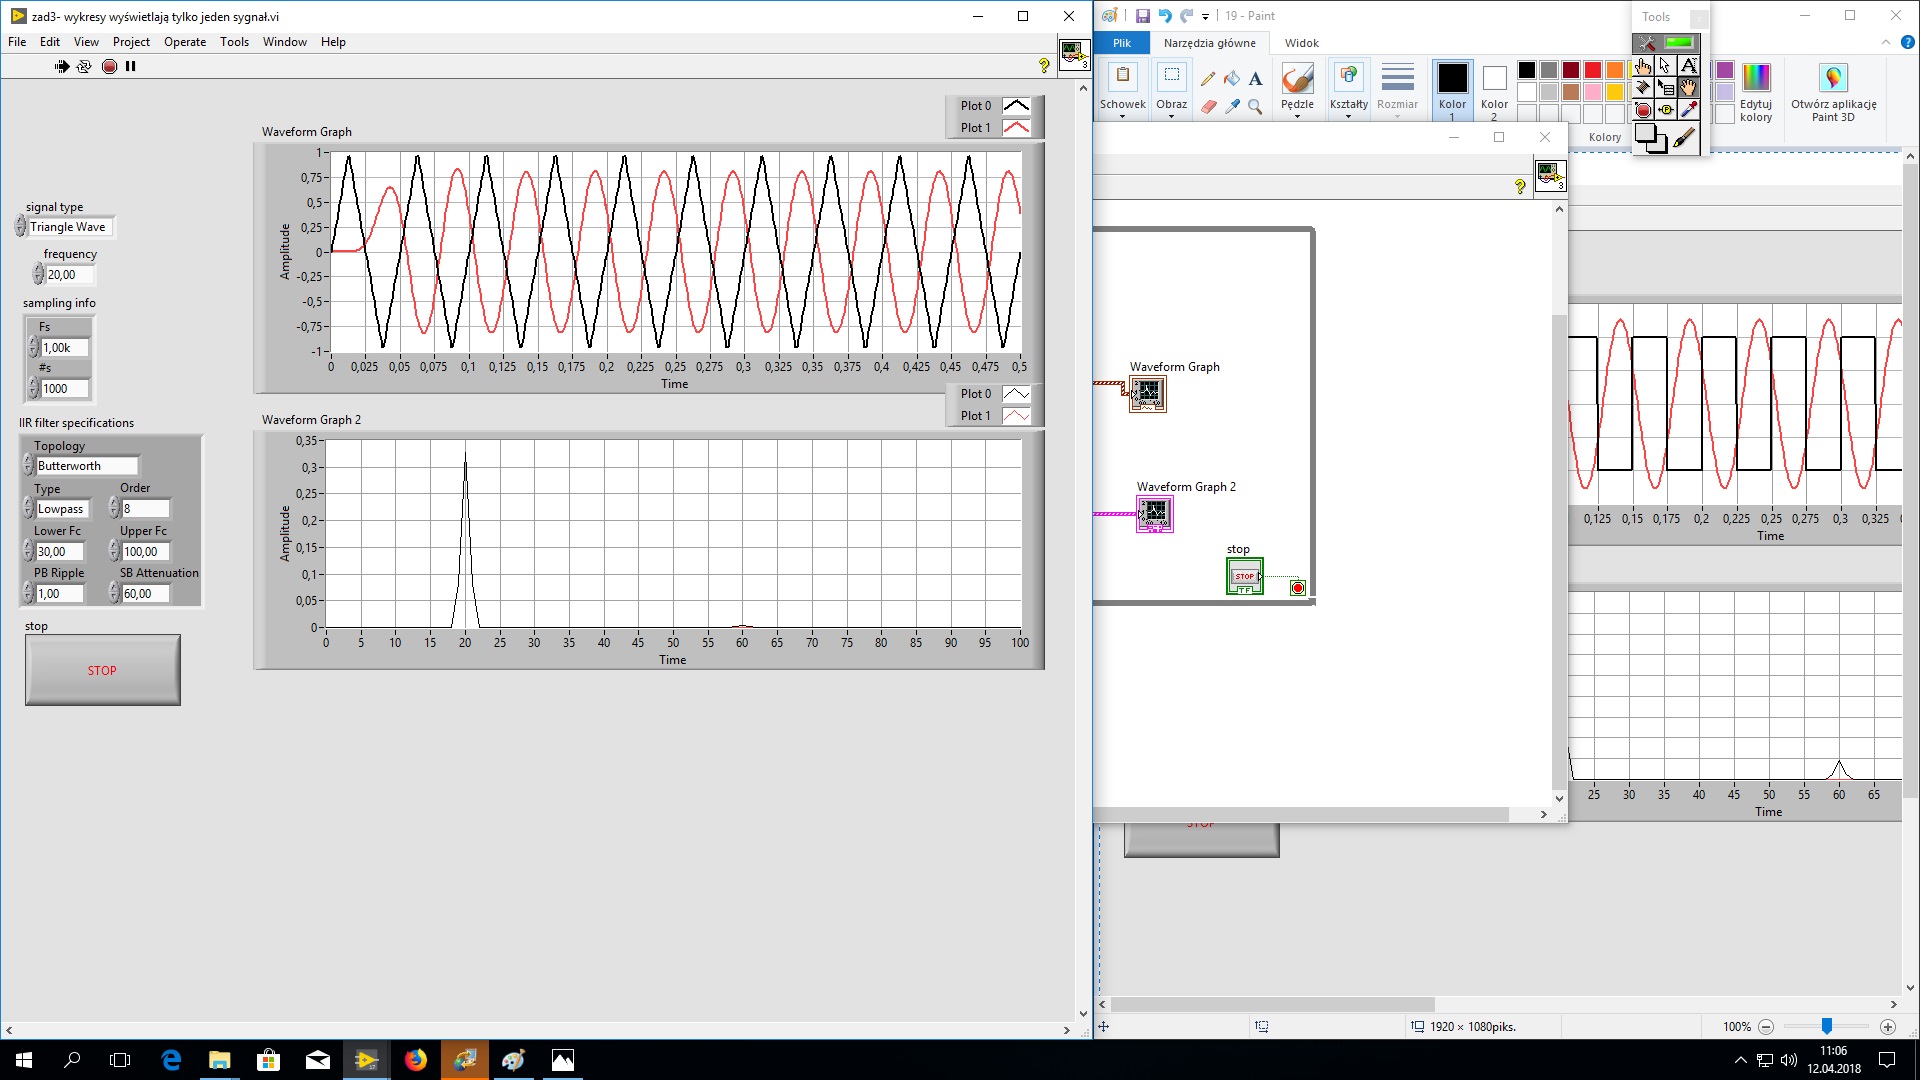 zad3- wykresy wyświetlają tylko jeden sygnał.vi
File Edit View Project Operate Tools Window Help
3
Plot 0
Plot 1
Waveform Graph
1
0,75
0,5
0,25
0
-0,25
-0,5
-0,75
-1
Amplitude
0 0,025 0,05 0,075 0,1 0,125 0,15 0,175 0,2 0,225 0,25 0,275 0,3 0,325 0,35 0,375 0,4 0,425 0,45 0,475 0,5
Time
signal type
Triangle Wave
frequency
20,00
sampling info
Fs
1,00k
#s
1000
IIR filter specifications
Topology
Butterworth
Type Order
Lowpass 8
Lower Fc Upper Fc
30,00 100,00
PB Ripple SB Attenuation
1,00 60,00
stop
STOP
Plot 0
Plot 1
Waveform Graph 2
0,35
0,3
0,25
0,2
0,15
0,1
0,05
0
Amplitude
0 5 10 15 20 25 30 35 40 45 50 55 60 65 70 75 80 85 90 95 100
Time
19 - Paint
Plik Narzędzia główne Widok
Schowek Obraz Pędzle Kształty Rozmiar Kolor 1 Kolor 2 Edytuj kolory Otwórz aplikację Paint 3D
Kolory
Tools
3
Waveform Graph
Waveform Graph 2
stop
STOP
TF
0,125 0,15 0,175 0,2 0,225 0,25 0,275 0,3 0,325
Time
25 30 35 40 45 50 55 60 65
Time
STOP
1920 × 1080piks.
100%
11:06
12.04.2018